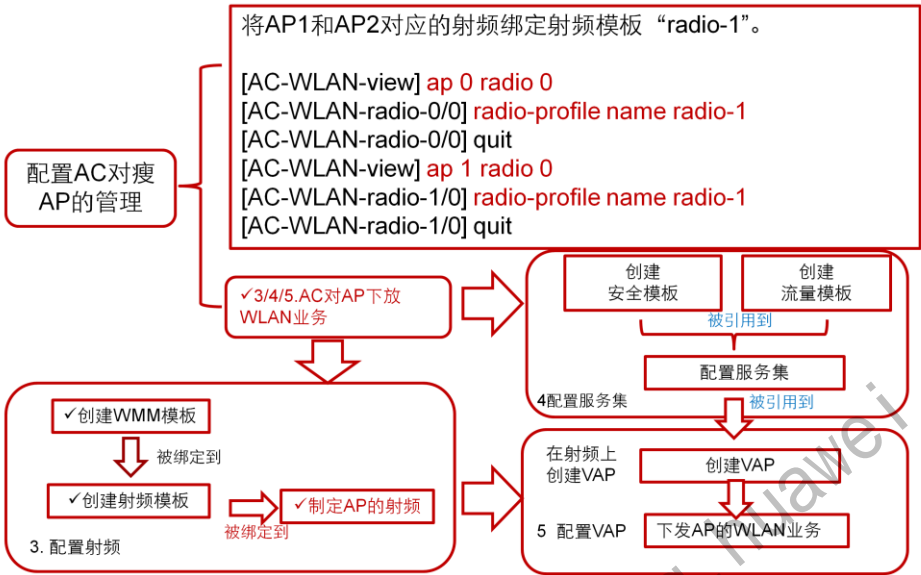 将AP1和AP2对应的射频绑定射频模板“radio-1”。
[AC-WLAN-view] ap 0 radio 0
[AC-WLAN-radio-0/0] radio-profile name radio-1
[AC-WLAN-radio-0/0] quit
[AC-WLAN-view] ap 1 radio 0
[AC-WLAN-radio-1/0] radio-profile name radio-1
[AC-WLAN-radio-1/0] quit
配置AC对瘦
AP的管理
✓3/4/5.AC对AP下放
WLAN业务
创建
安全模板
创建
流量模板
被引用到
配置服务集
4配置服务集
被引用到
✓创建WMM模板
被绑定到
✓创建射频模板
被绑定到
✓制定AP的射频
3. 配置射频
在射频上
创建VAP
创建VAP
5 配置VAP
下发AP的WLAN业务
huawei